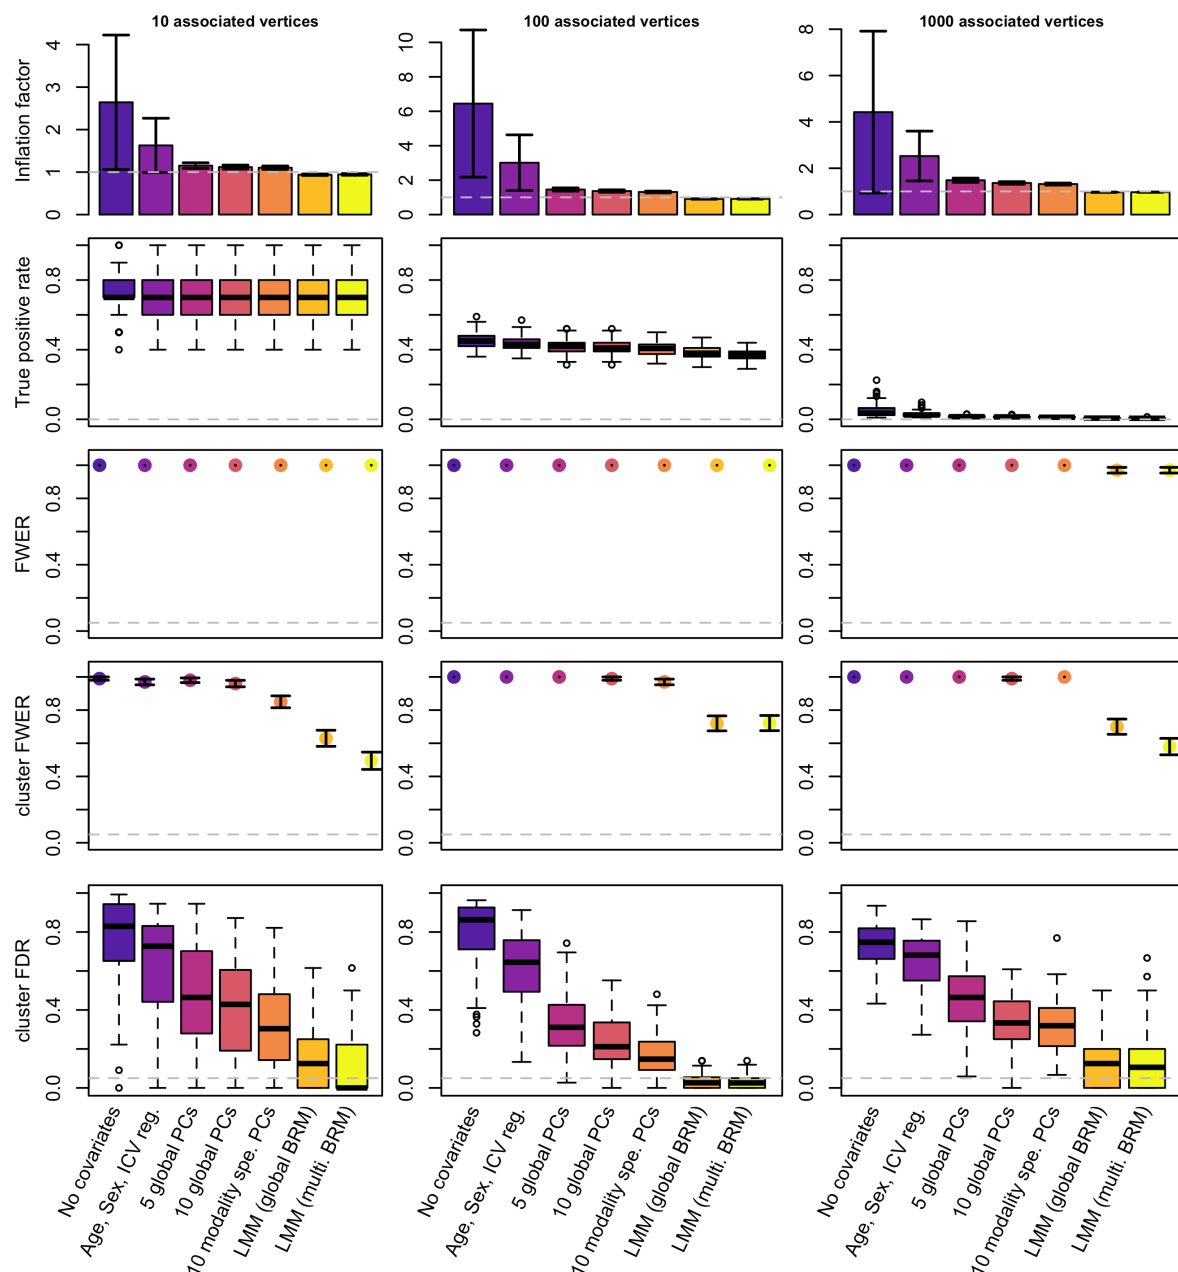 10 associated vertices
100 associated vertices
1000 associated vertices
Inflation factor
0 1 2 3 4
0 2 4 6 8 10
0 2 4 6 8
True positive rate
0.0 0.4 0.8
0.0 0.4 0.8
0.0 0.4 0.8
FWER
0.0 0.4 0.8
0.0 0.4 0.8
0.0 0.4 0.8
cluster FWER
0.0 0.4 0.8
0.0 0.4 0.8
0.0 0.4 0.8
cluster FDR
0.0 0.4 0.8
0.0 0.4 0.8
0.0 0.4 0.8
No covariates
Age, Sex, ICV reg.
5 global PCs
10 global PCs
10 modality spe. PCs
LMM (global BRM)
LMM (multi. BRM)
No covariates
Age, Sex, ICV reg.
5 global PCs
10 global PCs
10 modality spe. PCs
LMM (global BRM)
LMM (multi. BRM)
No covariates
Age, Sex, ICV reg.
5 global PCs
10 global PCs
10 modality spe. PCs
LMM (global BRM)
LMM (multi. BRM)